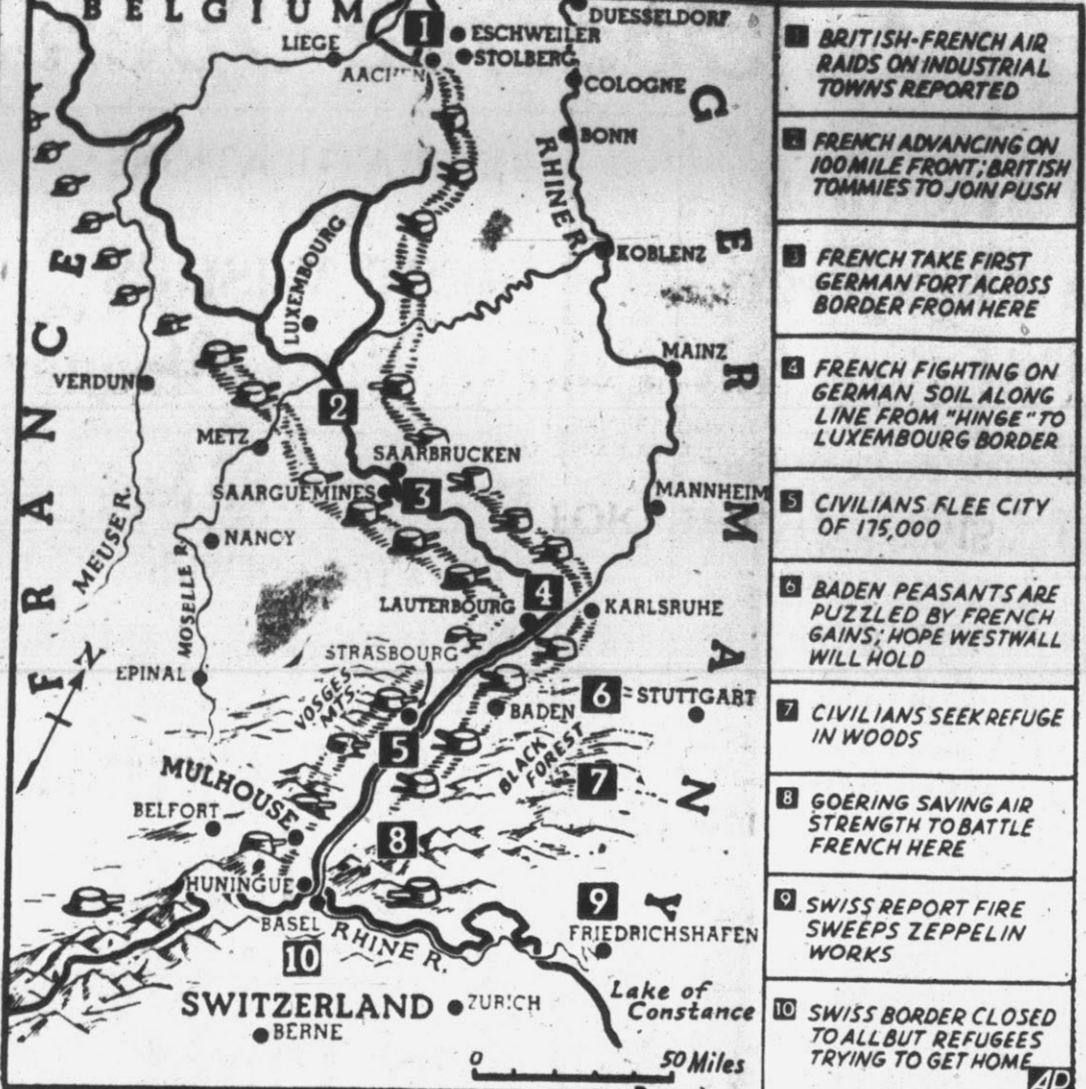 BELGIUM
DUESSELDORF
1
ESCHWEILER
LIEGE
STOLBERG
AACHEN
COLOGNE
BONN
RHINE R.
LUXEMBOURG
KOBLENZ
MAINZ
VERDUN
2
METZ
SAARBRUCKEN
SAARGUEMINES
3
MANNHEIM
MEUSE R.
MOSELLE R.
NANCY
4
LAUTERBOURG
KARLSRUHE
STRASBOURG
EPINAL
VOSGES
MTS.
6
STUTTGART
BADEN
5
BLACK
FOREST
7
MULHOUSE
BELFORT
8
HUNINGUE
BASEL
RHINE R.
9
FRIEDRICHSHAFEN
10
SWITZERLAND
ZURICH
Lake of
Constance
BERNE
0 50 Miles
FRANCE
GERMANY
N
1 BRITISH-FRENCH AIR
RAIDS ON INDUSTRIAL
TOWNS REPORTED
2 FRENCH ADVANCING ON
100 MILE FRONT; BRITISH
TOMMIES TO JOIN PUSH
3 FRENCH TAKE FIRST
GERMAN FORT ACROSS
BORDER FROM HERE
4 FRENCH FIGHTING ON
GERMAN SOIL ALONG
LINE FROM "HINGE" TO
LUXEMBOURG BORDER
5 CIVILIANS FLEE CITY
OF 175,000
6 BADEN PEASANTS ARE
PUZZLED BY FRENCH
GAINS; HOPE WESTWALL
WILL HOLD
7 CIVILIANS SEEK REFUGE
IN WOODS
8 GOERING SAVING AIR
STRENGTH TO BATTLE
FRENCH HERE
9 SWISS REPORT FIRE
SWEEPS ZEPPELIN
WORKS
10 SWISS BORDER CLOSED
TO ALL BUT REFUGEES
TRYING TO GET HOME
AP